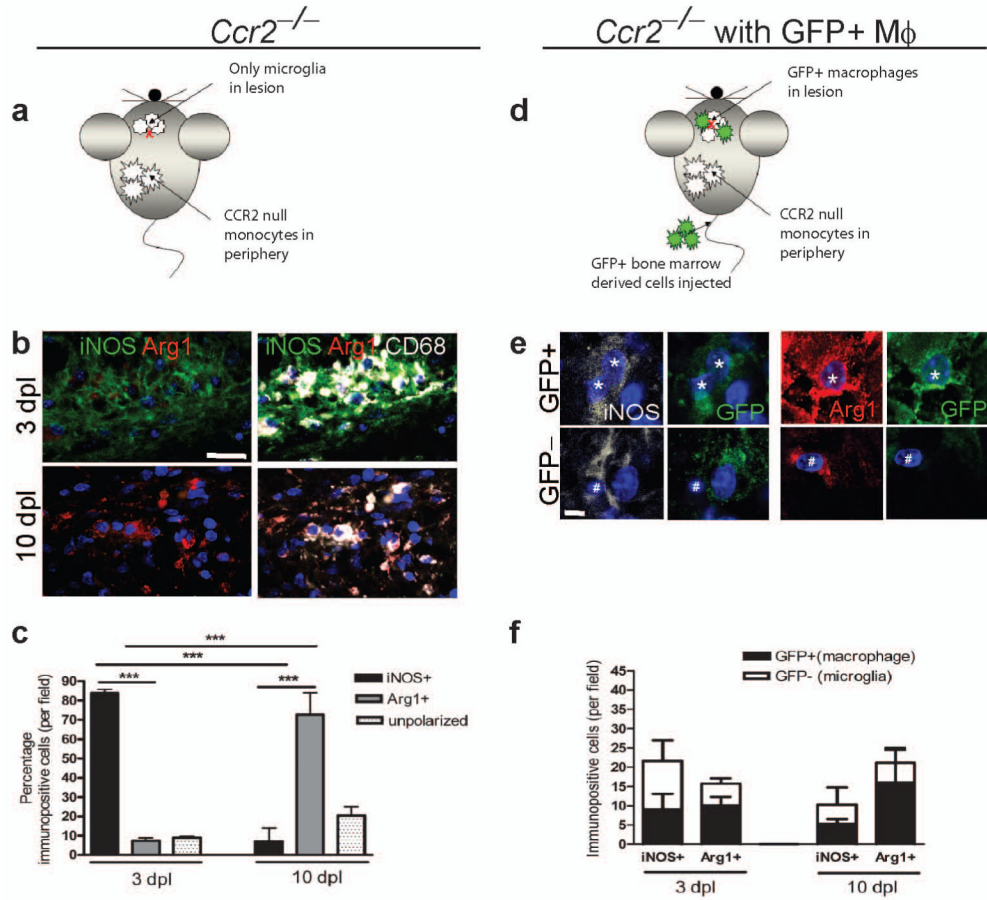 Ccr2−/−
a
Only microglia
in lesion
x
CCR2 null
monocytes in
periphery
b
3 dpl
iNOS Arg1
iNOS Arg1 CD68
10 dpl
c
Percentage
immunopositive cells (per field)
90
80
70
60
50
40
30
20
10
0
***
***
***
***
iNOS+
Arg1+
unpolarized
3 dpl
10 dpl
Ccr2−/− with GFP+ Mϕ
d
GFP+ macrophages
in lesion
x
CCR2 null
monocytes in
periphery
GFP+ bone marrow
derived cells injected
e
GFP+
* * iNOS
* * GFP
* Arg1
* GFP
GFP−
#
#
#
#
f
Immunopositive cells (per field)
45
40
35
30
25
20
15
10
5
0
GFP+(macrophage)
GFP- (microglia)
iNOS+ Arg1+
iNOS+ Arg1+
3 dpl
10 dpl